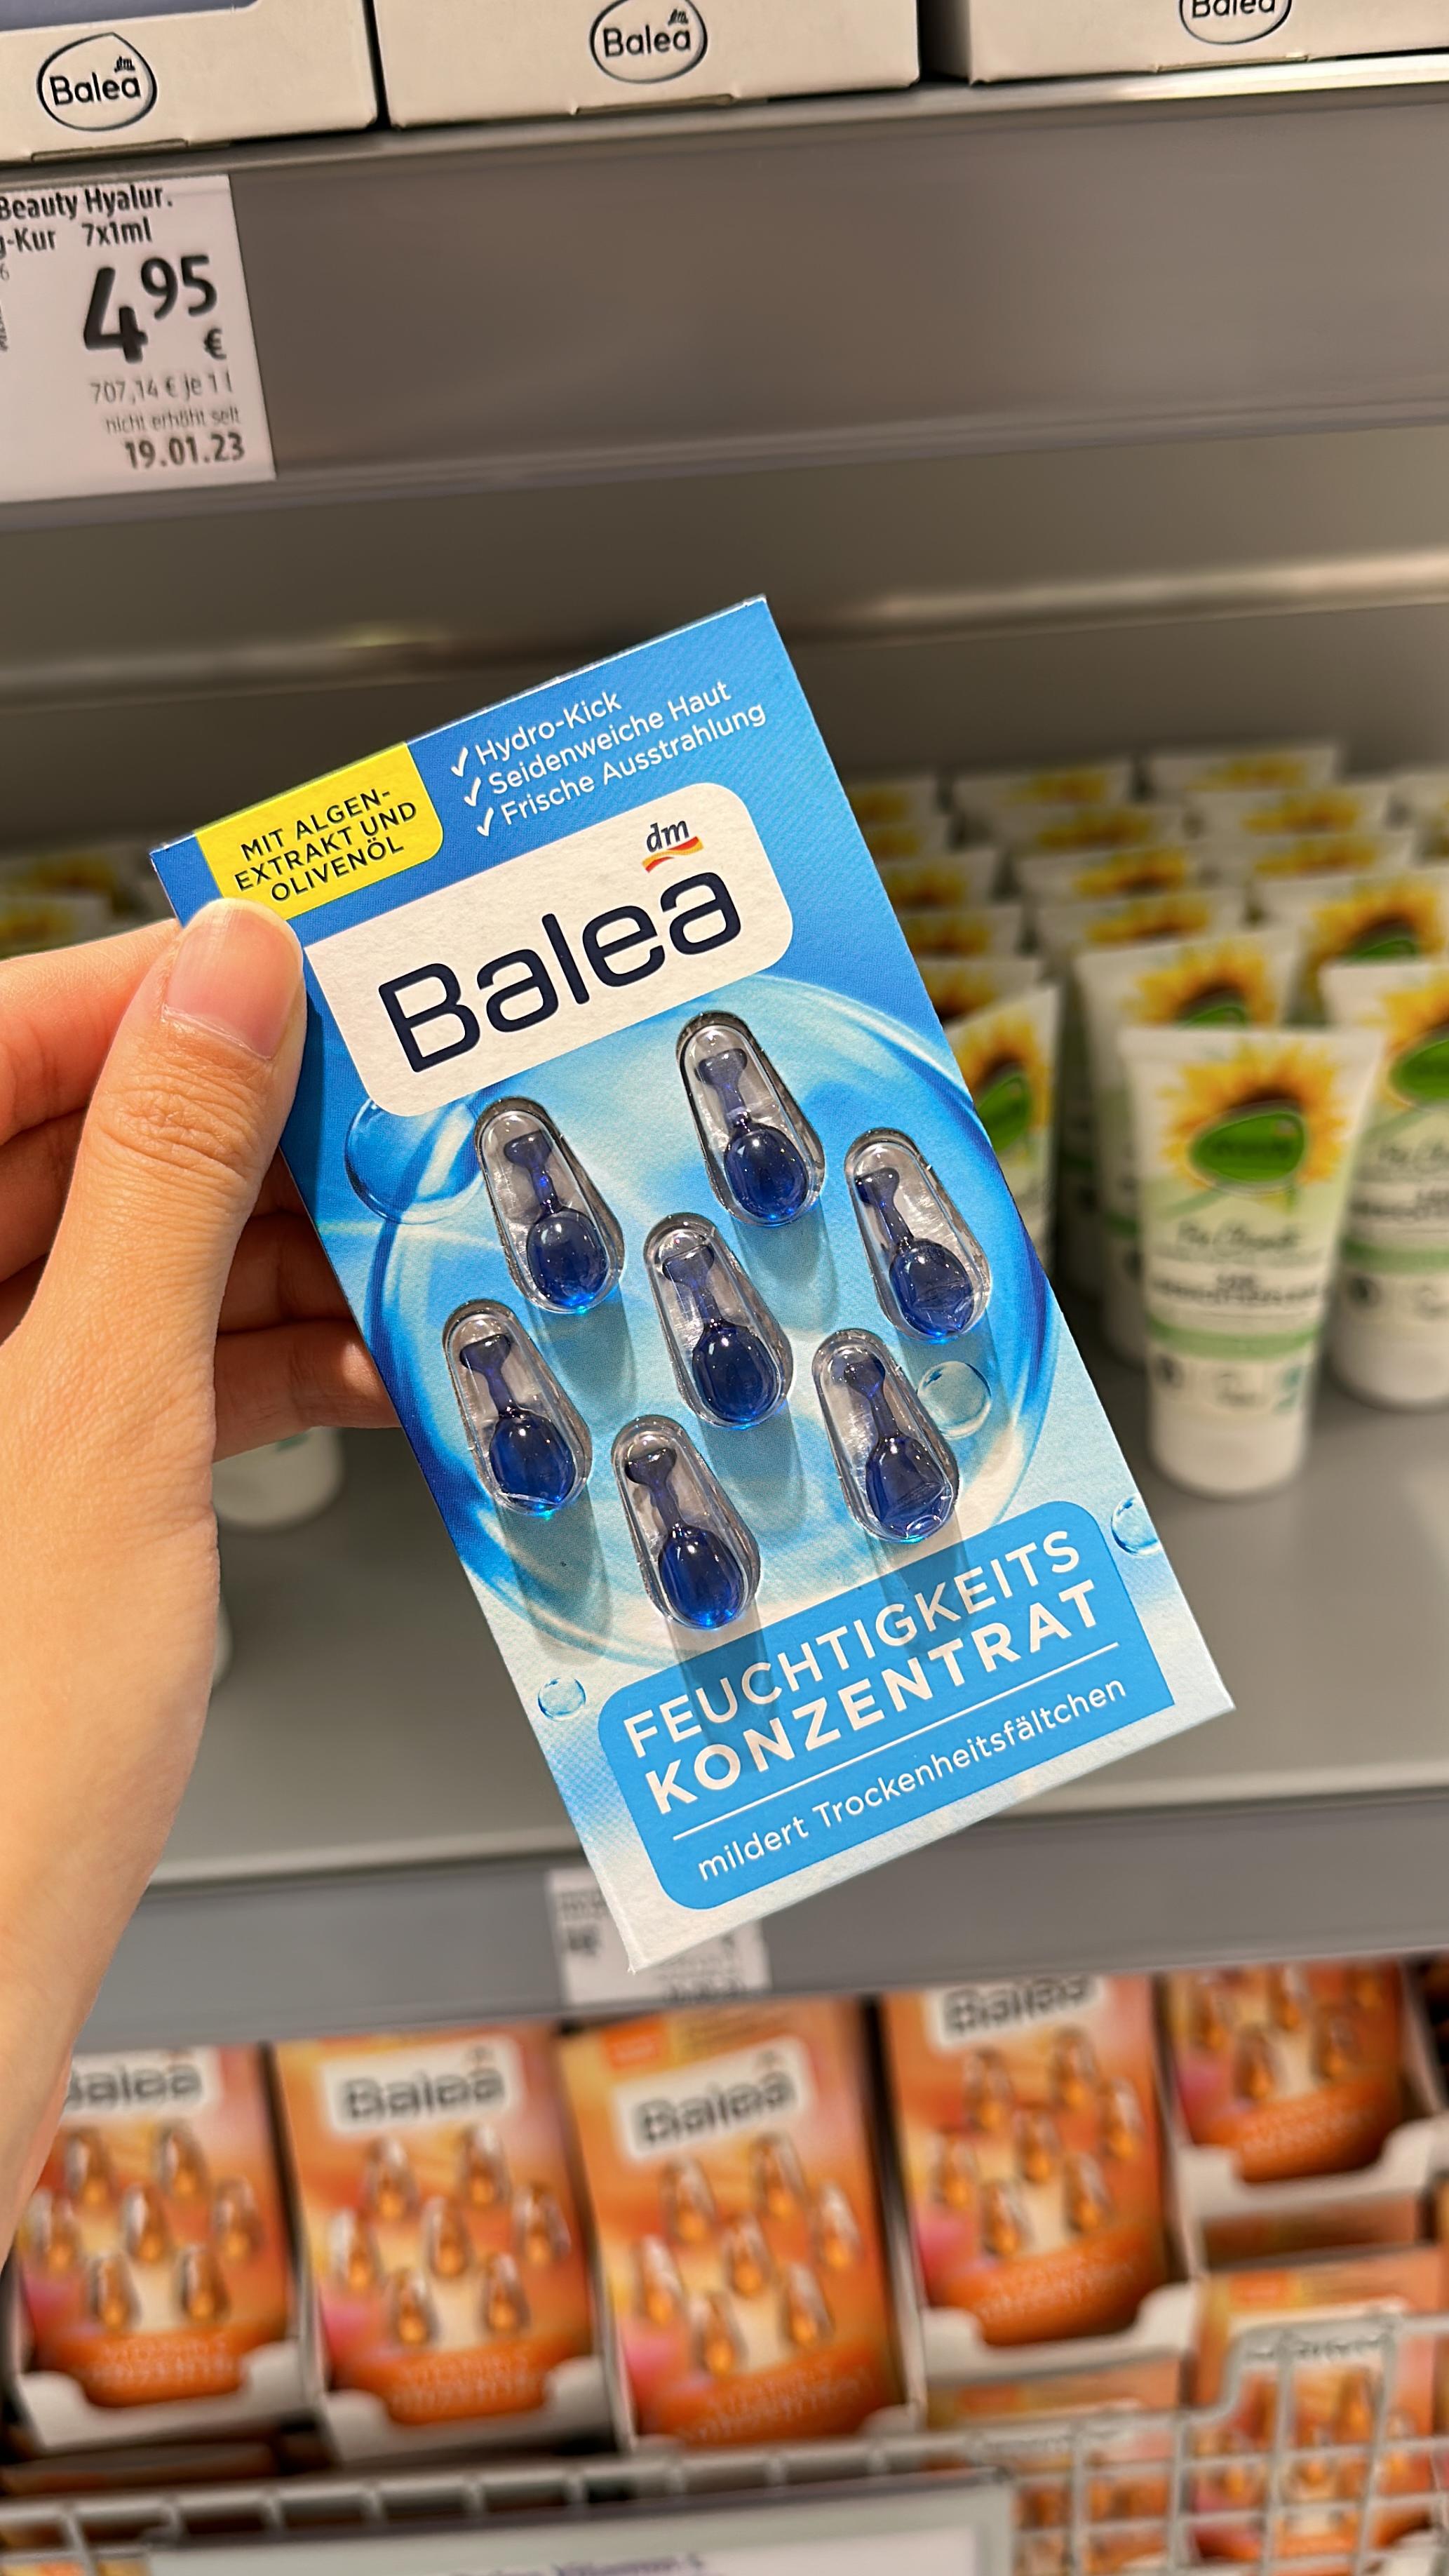 Balea
dm
Balea
dm
Balea
Beauty Hyalur.
-Kur 7x1ml
4,95
€
707,14 € je 1 l
nicht erhöht seit
19.01.23
✓ Hydro-Kick
✓ Seidenweiche Haut
✓ Frische Ausstrahlung
MIT ALGEN-
EXTRAKT UND
OLIVENÖL
dm
Balea
FEUCHTIGKEITS
KONZENTRAT
mildert Trockenheitsfältchen
Balea
Balea
Balea
Balea